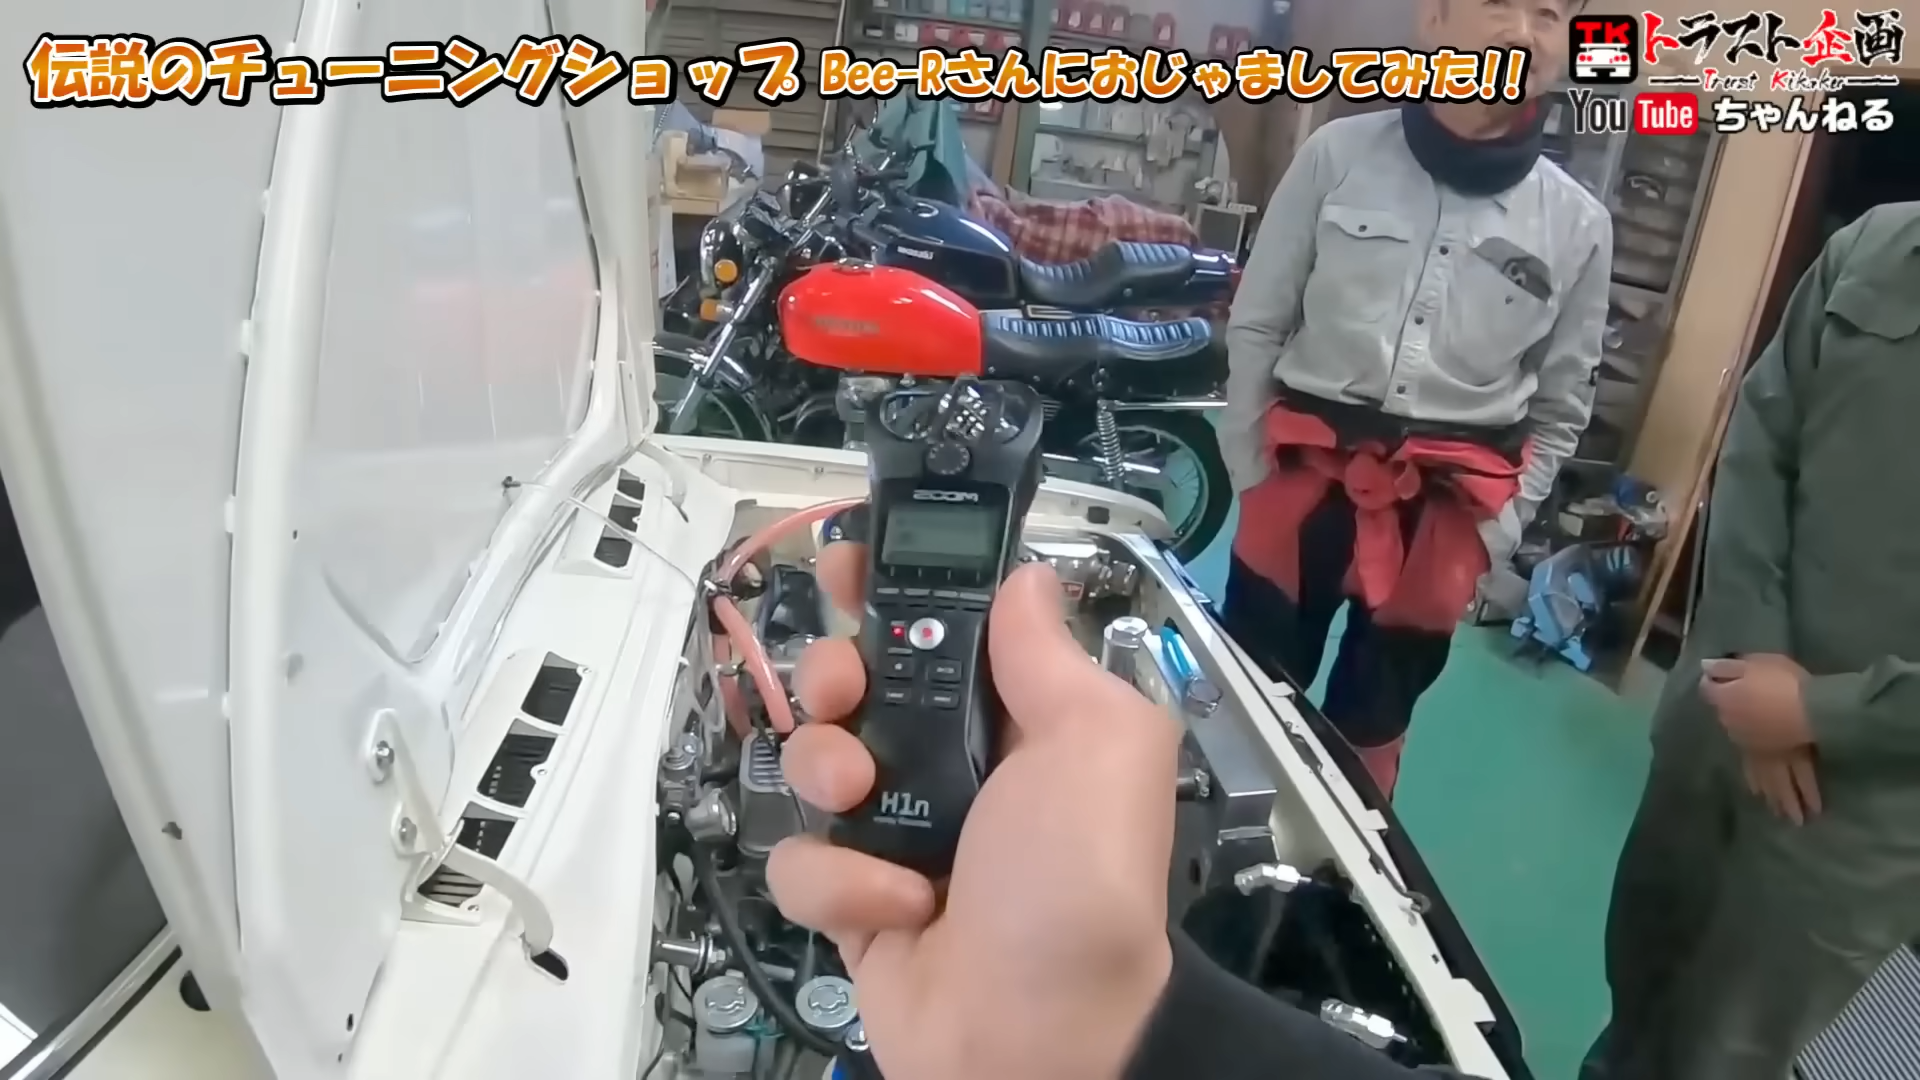 伝説のチューニングショップ Bee-Rさんにおじゃましてみた!!
TK トラスト企画
Trust Kikaku
YouTube ちゃんねる
ZOOM
H1n